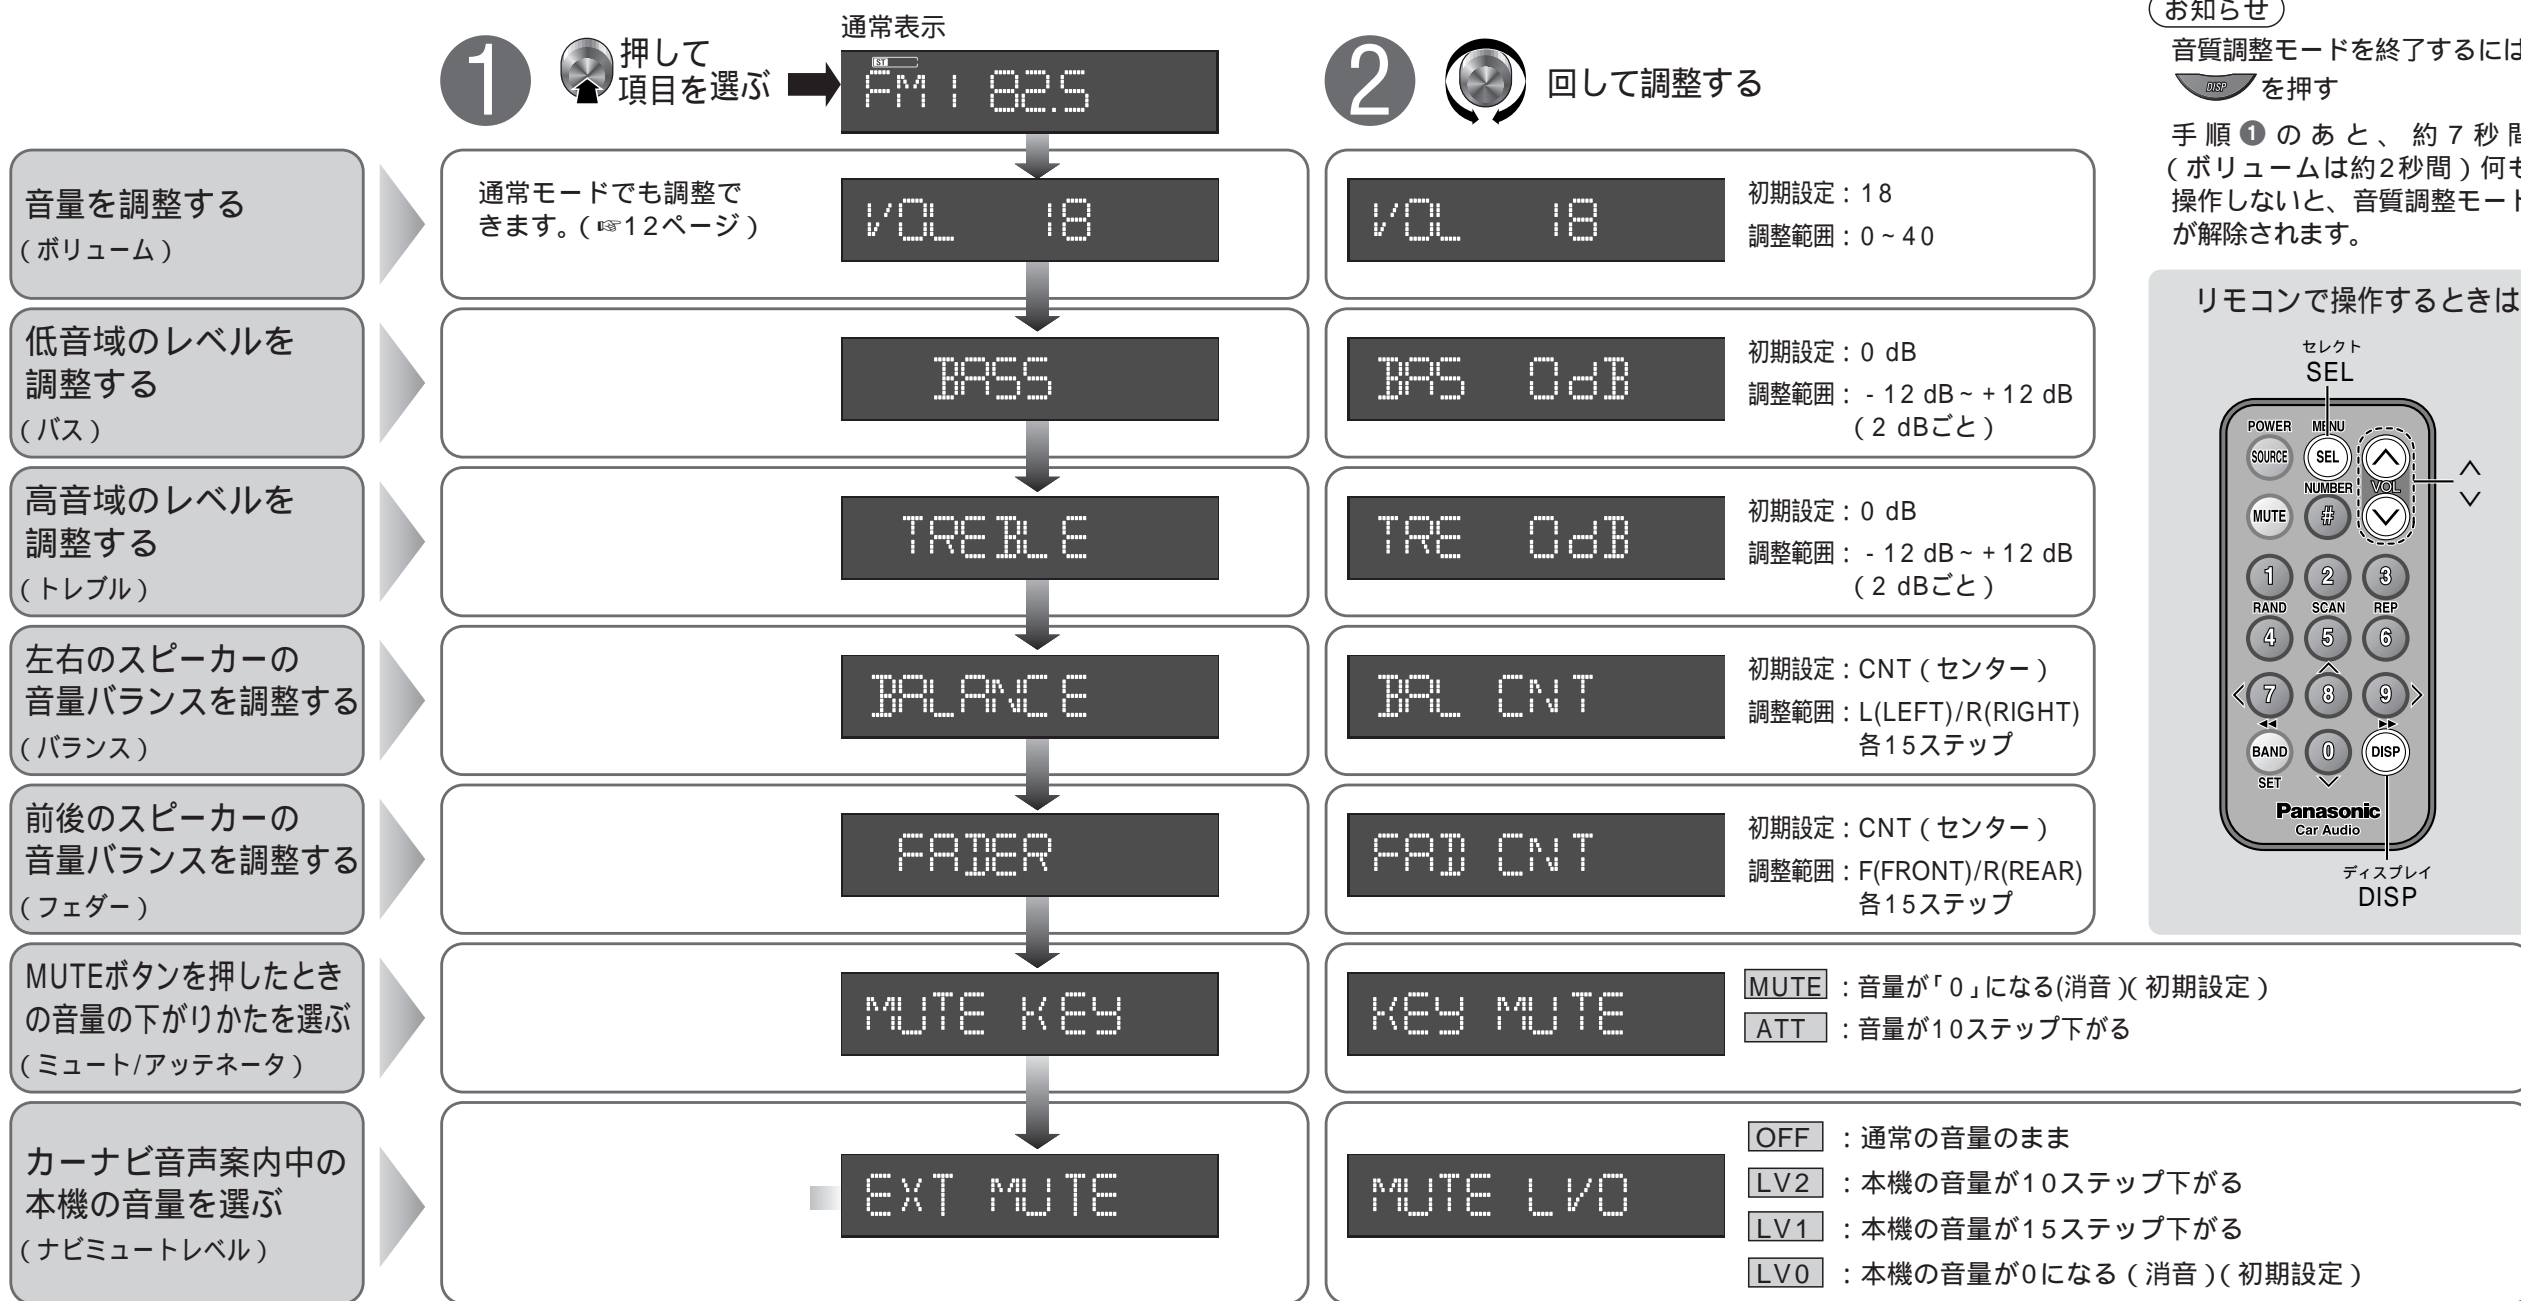 1 押して
項目を選ぶ
通常表示
ST
FM1 82.5
2 回して調整する
音量を調整する
(ボリューム)
通常モードでも調整で
きます。(☞12ページ)
VOL 18
VOL 18
初期設定:18
調整範囲:0~40
低音域のレベルを
調整する
(バス)
BASS
BAS 0dB
初期設定:0 dB
調整範囲:-12 dB~+12 dB
(2 dBごと)
高音域のレベルを
調整する
(トレブル)
TREBLE
TRE 0dB
初期設定:0 dB
調整範囲:-12 dB~+12 dB
(2 dBごと)
左右のスピーカーの
音量バランスを調整する
(バランス)
BALANCE
BAL CNT
初期設定:CNT(センター)
調整範囲:L(LEFT)/R(RIGHT)
各15ステップ
前後のスピーカーの
音量バランスを調整する
(フェダー)
FADER
FAD CNT
初期設定:CNT(センター)
調整範囲:F(FRONT)/R(REAR)
各15ステップ
MUTEボタンを押したとき
の音量の下がりかたを選ぶ
(ミュート/アッテネータ)
MUTE KEY
KEY MUTE
MUTE:音量が「0」になる(消音)(初期設定)
ATT:音量が10ステップ下がる
カーナビ音声案内中の
本機の音量を選ぶ
(ナビミュートレベル)
EXT MUTE
MUTE LV0
OFF:通常の音量のまま
LV2:本機の音量が10ステップ下がる
LV1:本機の音量が15ステップ下がる
LV0:本機の音量が0になる(消音)(初期設定)
お知らせ
音質調整モードを終了するには
DISP を押す
手順❶のあと、約7秒間
(ボリュームは約2秒間)何も
操作しないと、音質調整モード
が解除されます。
リモコンで操作するときは
セレクト
SEL
POWER MENU
SOURCE SEL ∧
NUMBER VOL
MUTE # ∨
∧
∨
1 2 3
RAND SCAN REP
4 5 6
7 8 9
BAND 0 DISP
SET
Panasonic
Car Audio
ディスプレイ
DISP